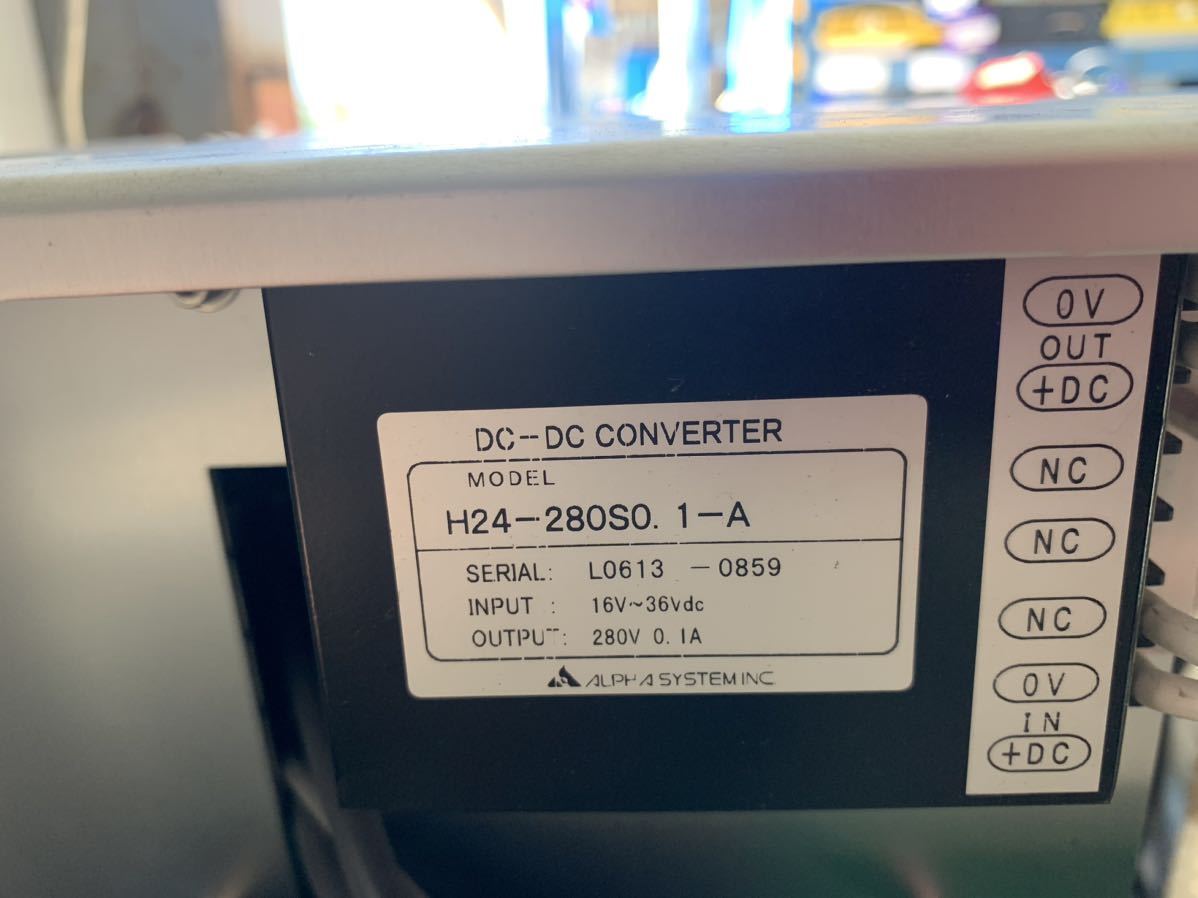 DC-DC CONVERTER
MODEL
H24-280S0.1-A
SERIAL: L0613 -0859
INPUT : 16V~36Vdc
OUTPUT: 280V 0.1A
ALPHA SYSTEM INC
0V
OUT
+DC
NC
NC
NC
0V
IN
+DC